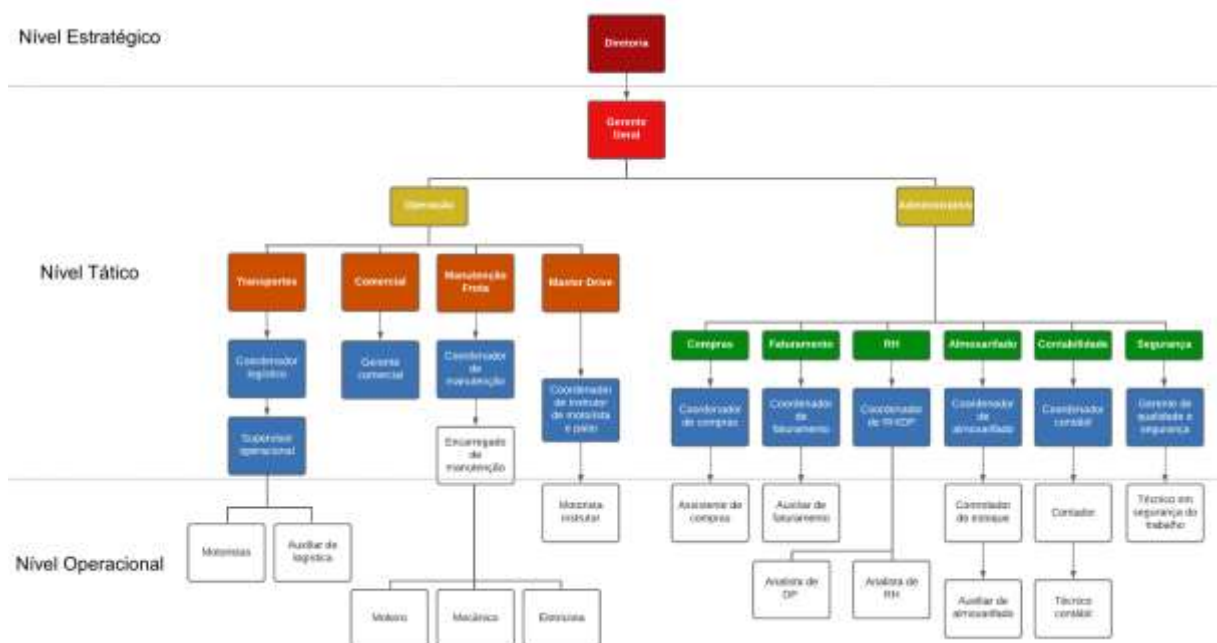 Nível Estratégico
Diretoria
Gerente
Geral
Operação
Administrativo
Nível Tático
Transportes
Comercial
Manutenção
Frota
Master Drive
Compras
Faturamento
RH
Almoxarifado
Contabilidade
Segurança
Coordenador
logístico
Gerente
comercial
Coordenador
de
manutenção
Coordenador
de instrutor
de motorista
e pátio
Coordenador
de compras
Coordenador
de
faturamento
Coordenador
de RH/DP
Coordenador
de
almoxarifado
Coordenador
contábil
Gerente de
qualidade e
segurança
Supervisor
operacional
Encarregado
de
manutenção
Nível Operacional
Motoristas
Auxiliar de
logística
Motorista
instrutor
Assistente de
compras
Auxiliar de
faturamento
Controlador
de estoque
Contador
Técnico em
segurança do
trabalho
Moleiro
Mecânico
Eletricista
Analista de
DP
Analista de
RH
Auxiliar de
almoxarifado
Técnico
contábil